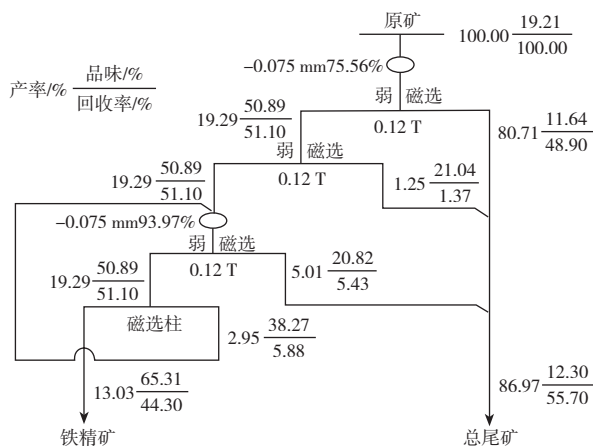 原矿
100.00 19.21
100.00
-0.075 mm75.56%
产率/% 品味/%
回收率/%
弱 磁选
0.12 T
19.29 50.89
51.10
80.71 11.64
48.90
弱 磁选
0.12 T
19.29 50.89
51.10
1.25 21.04
1.37
-0.075 mm93.97%
弱 磁选
0.12 T
19.29 50.89
51.10
5.01 20.82
5.43
磁选柱
2.95 38.27
5.88
13.03 65.31
44.30
86.97 12.30
55.70
铁精矿
总尾矿